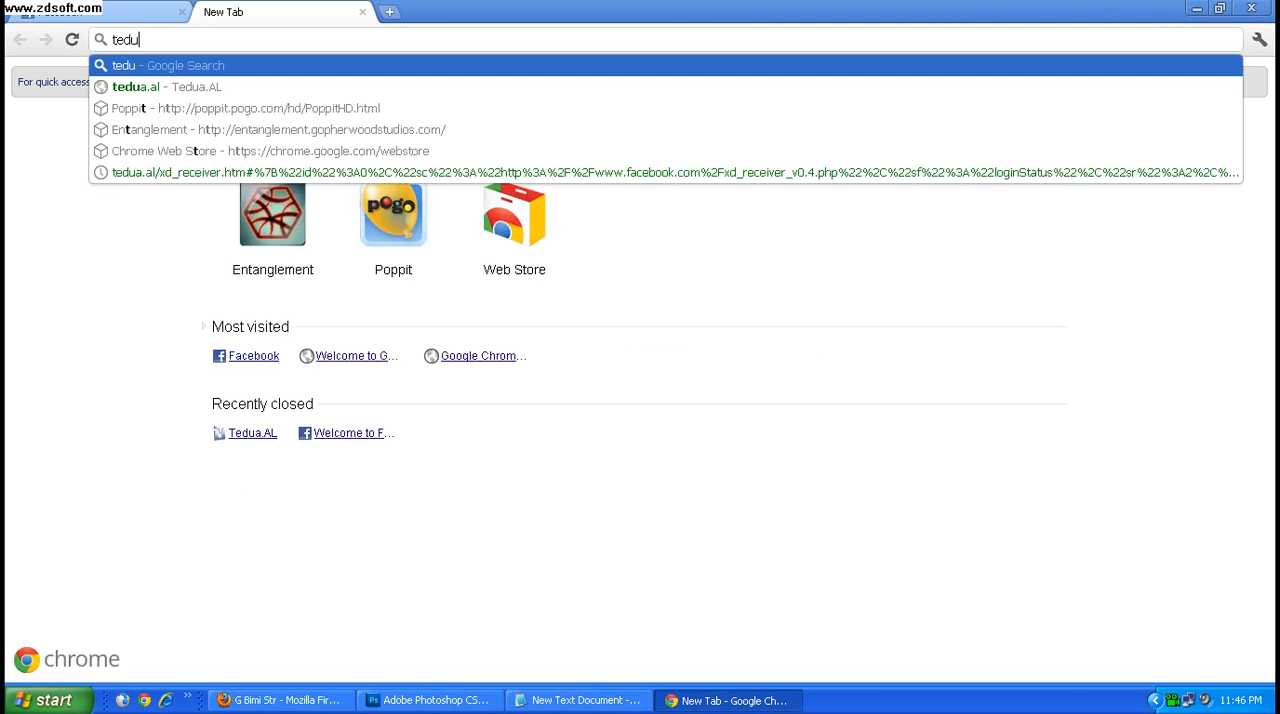 www.zdsoft.com
New Tab
tedu
tedu - Google Search
tedua.al - Tedua.AL
Poppit - http://poppit.pogo.com/hd/PoppitHD.html
Entanglement - http://entanglement.gopherwoodstudios.com/
Chrome Web Store - https://chrome.google.com/webstore
tedua.al/xd_receiver.htm#%7B%22id%22%3A0%2C%22sc%22%3A%22http%3A%2F%2Fwww.facebook.com%2Fxd_receiver_v0.4.php%22%2C%22sf%22%3A%22loginStatus%22%2C%22sr%22%3A2%2C%...
For quick access
pogo
Entanglement
Poppit
Web Store
Most visited
Facebook
Welcome to G...
Google Chrom...
Recently closed
Tedua.AL
Welcome to F...
chrome
start
G Bimi Str - Mozilla Fir...
Adobe Photoshop CS...
New Text Document -...
New Tab - Google Ch...
11:46 PM